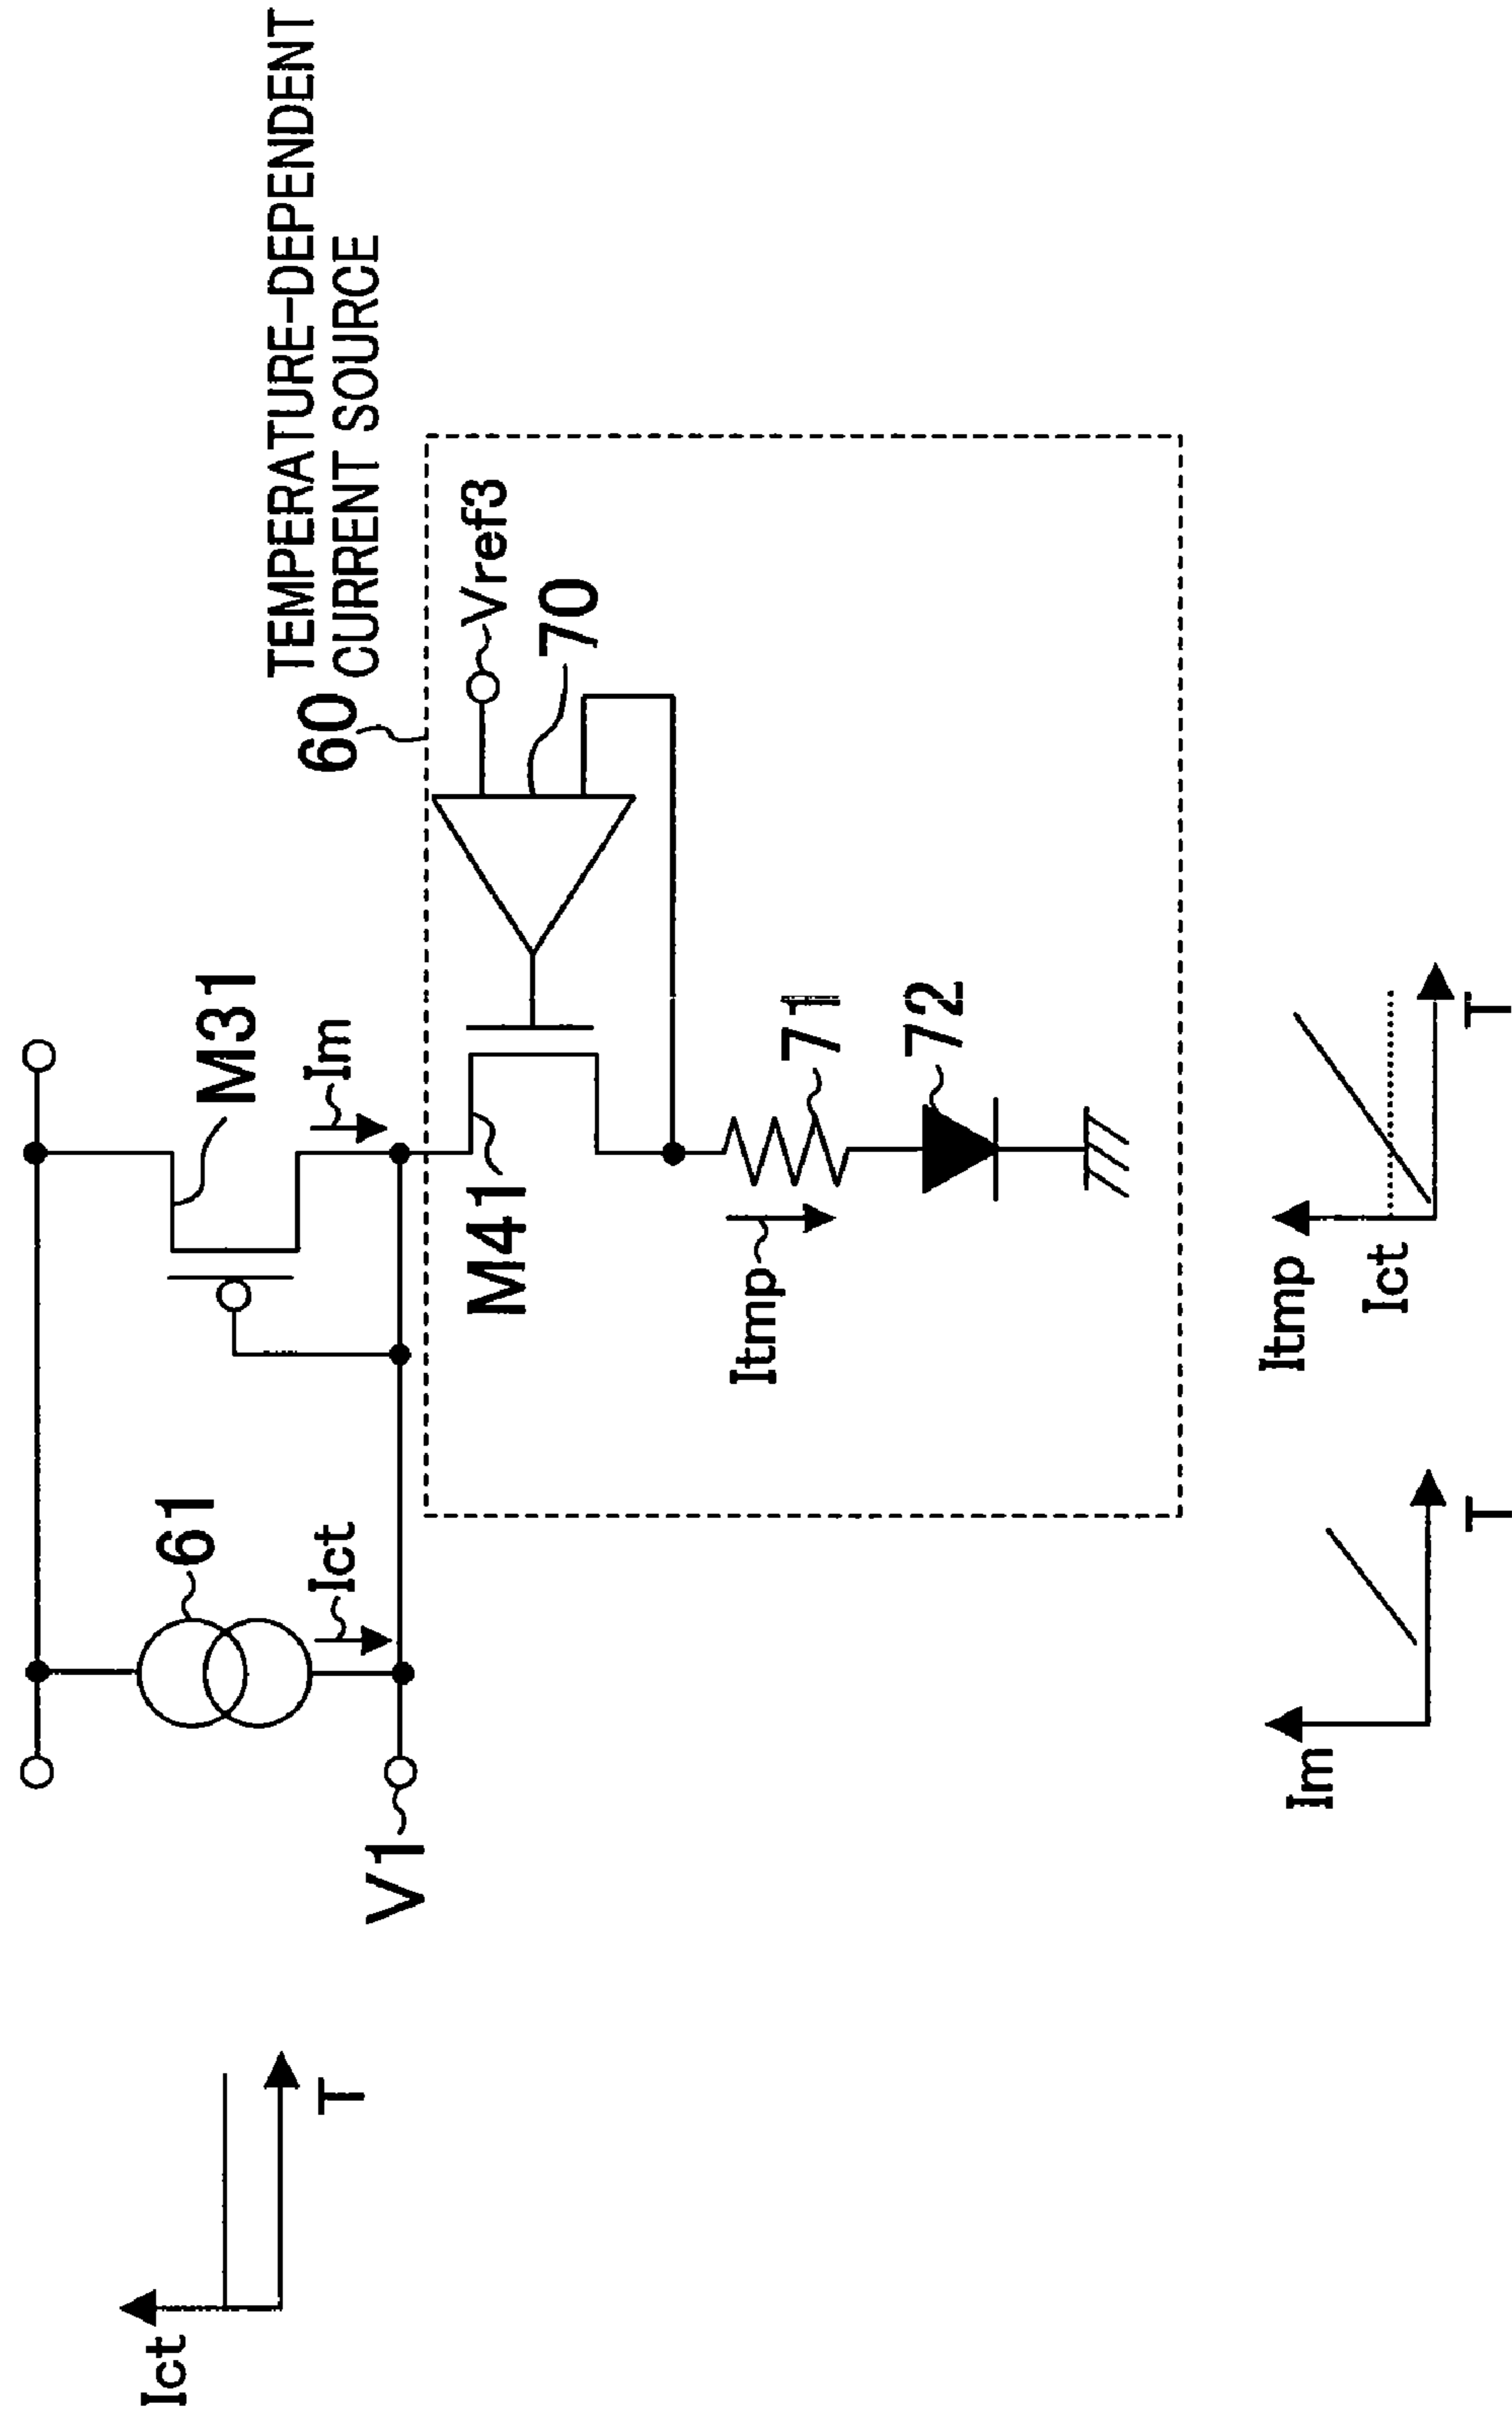 TEMPERATURE-DEPENDENT
CURRENT SOURCE
60
M31
Im
61
Ict
V1
Vref3
70
M41
71
72
Itmp
Ict
T
Im
T
Itmp
Ict
T